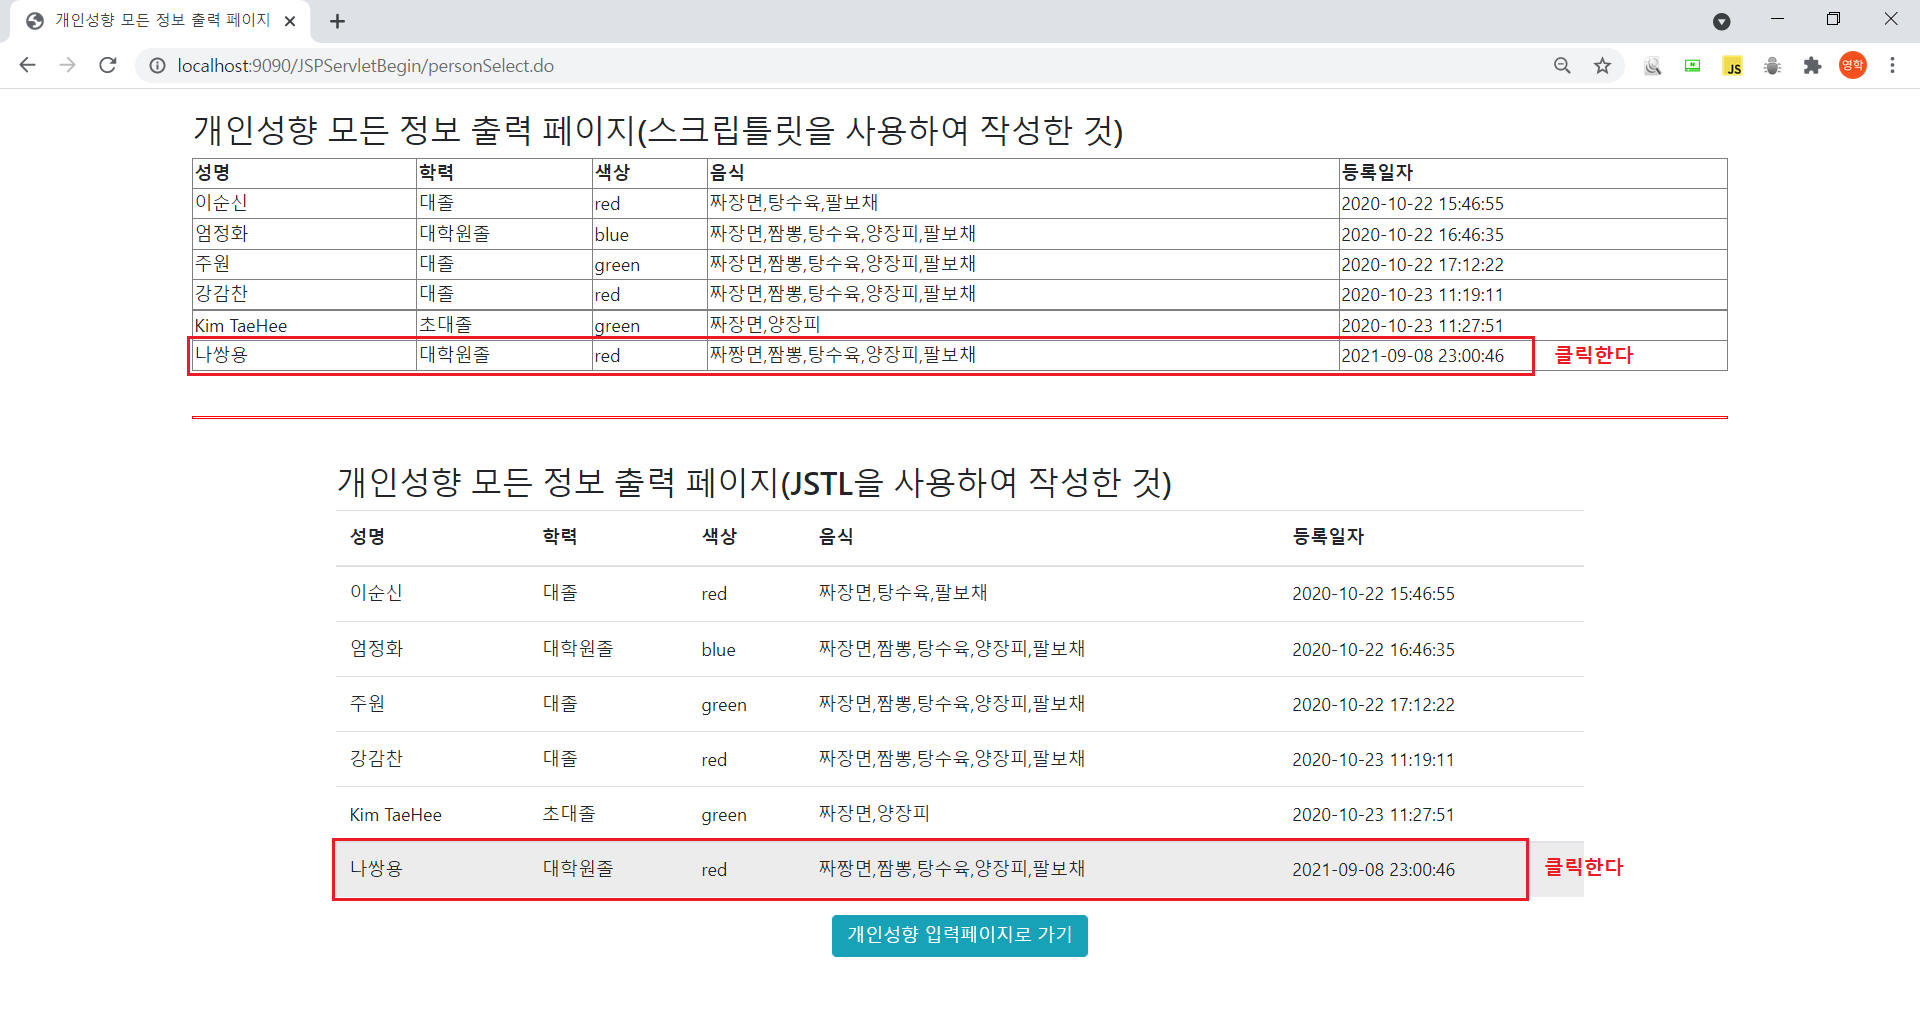 개인성향 모든 정보 출력 페이지
localhost:9090/JSPServletBegin/personSelect.do
JS
영학
개인성향 모든 정보 출력 페이지(스크립틀릿을 사용하여 작성한 것)
성명 학력 색상 음식 등록일자
이순신 대졸 red 짜장면,탕수육,팔보채 2020-10-22 15:46:55
엄정화 대학원졸 blue 짜장면,짬뽕,탕수육,양장피,팔보채 2020-10-22 16:46:35
주원 대졸 green 짜장면,짬뽕,탕수육,양장피,팔보채 2020-10-22 17:12:22
강감찬 대졸 red 짜장면,짬뽕,탕수육,양장피,팔보채 2020-10-23 11:19:11
Kim TaeHee 초대졸 green 짜장면,양장피 2020-10-23 11:27:51
나쌍용 대학원졸 red 짜짱면,짬뽕,탕수육,양장피,팔보채 2021-09-08 23:00:46 클릭한다
개인성향 모든 정보 출력 페이지(JSTL을 사용하여 작성한 것)
성명 학력 색상 음식 등록일자
이순신 대졸 red 짜장면,탕수육,팔보채 2020-10-22 15:46:55
엄정화 대학원졸 blue 짜장면,짬뽕,탕수육,양장피,팔보채 2020-10-22 16:46:35
주원 대졸 green 짜장면,짬뽕,탕수육,양장피,팔보채 2020-10-22 17:12:22
강감찬 대졸 red 짜장면,짬뽕,탕수육,양장피,팔보채 2020-10-23 11:19:11
Kim TaeHee 초대졸 green 짜장면,양장피 2020-10-23 11:27:51
나쌍용 대학원졸 red 짜짱면,짬뽕,탕수육,양장피,팔보채 2021-09-08 23:00:46 클릭한다
개인성향 입력페이지로 가기